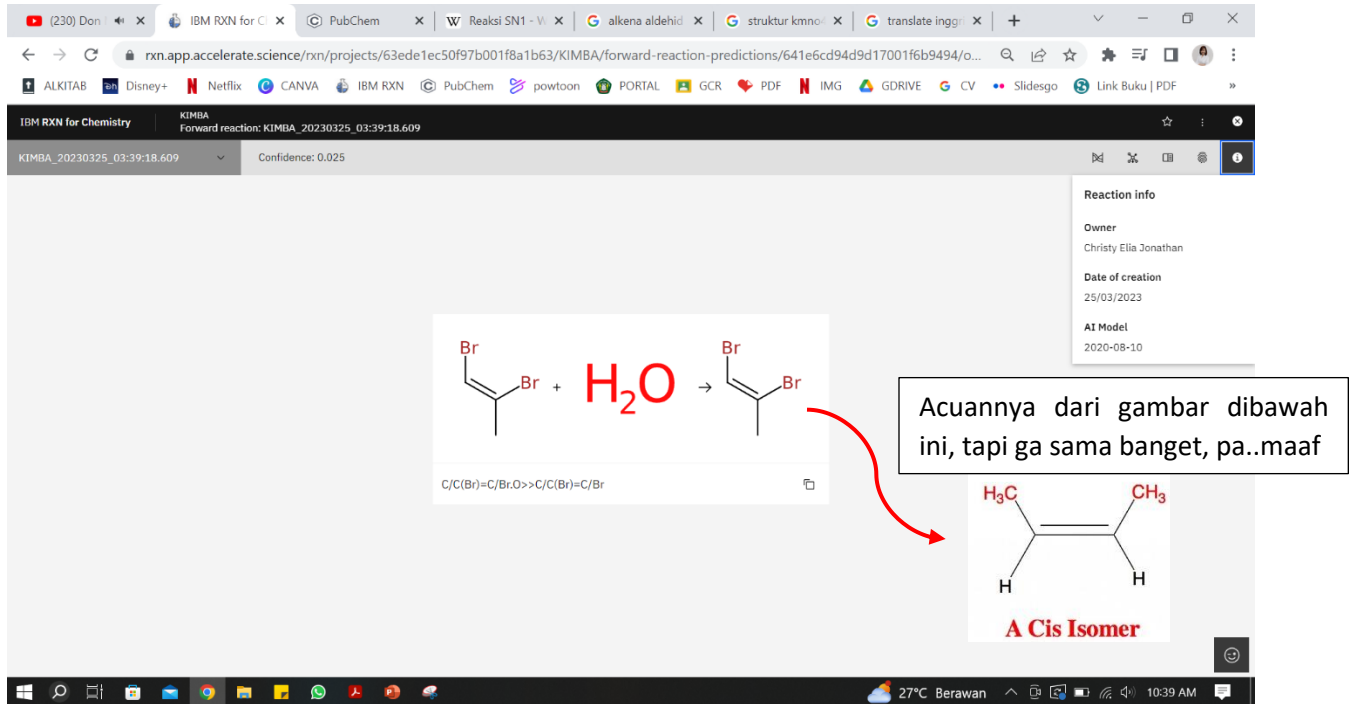 (230) Don
IBM RXN for C
PubChem
W Reaksi SN1 - W
G alkena aldehid
G struktur kmno
G translate inggri
rxn.app.accelerate.science/rxn/projects/63ede1ec50f97b001f8a1b63/KIMBA/forward-reaction-predictions/641e6cd94d9d17001f6b9494/o...
ALKITAB Disney+ Netflix CANVA IBM RXN PubChem powtoon PORTAL GCR PDF IMG GDRIVE CV Slidesgo Link Buku | PDF »
IBM RXN for Chemistry
KIMBA
Forward reaction: KIMBA_20230325_03:39:18.609
KIMBA_20230325_03:39:18.609
Confidence: 0.025
Reaction info
Owner
Christy Elia Jonathan
Date of creation
25/03/2023
AI Model
2020-08-10
Br
Br + H₂O →
Br
Br
C/C(Br)=C/Br.O>>C/C(Br)=C/Br
Acuannya dari gambar dibawah
ini, tapi ga sama banget, pa..maaf
H₃C CH₃
H H
A Cis Isomer
27°C Berawan
10:39 AM